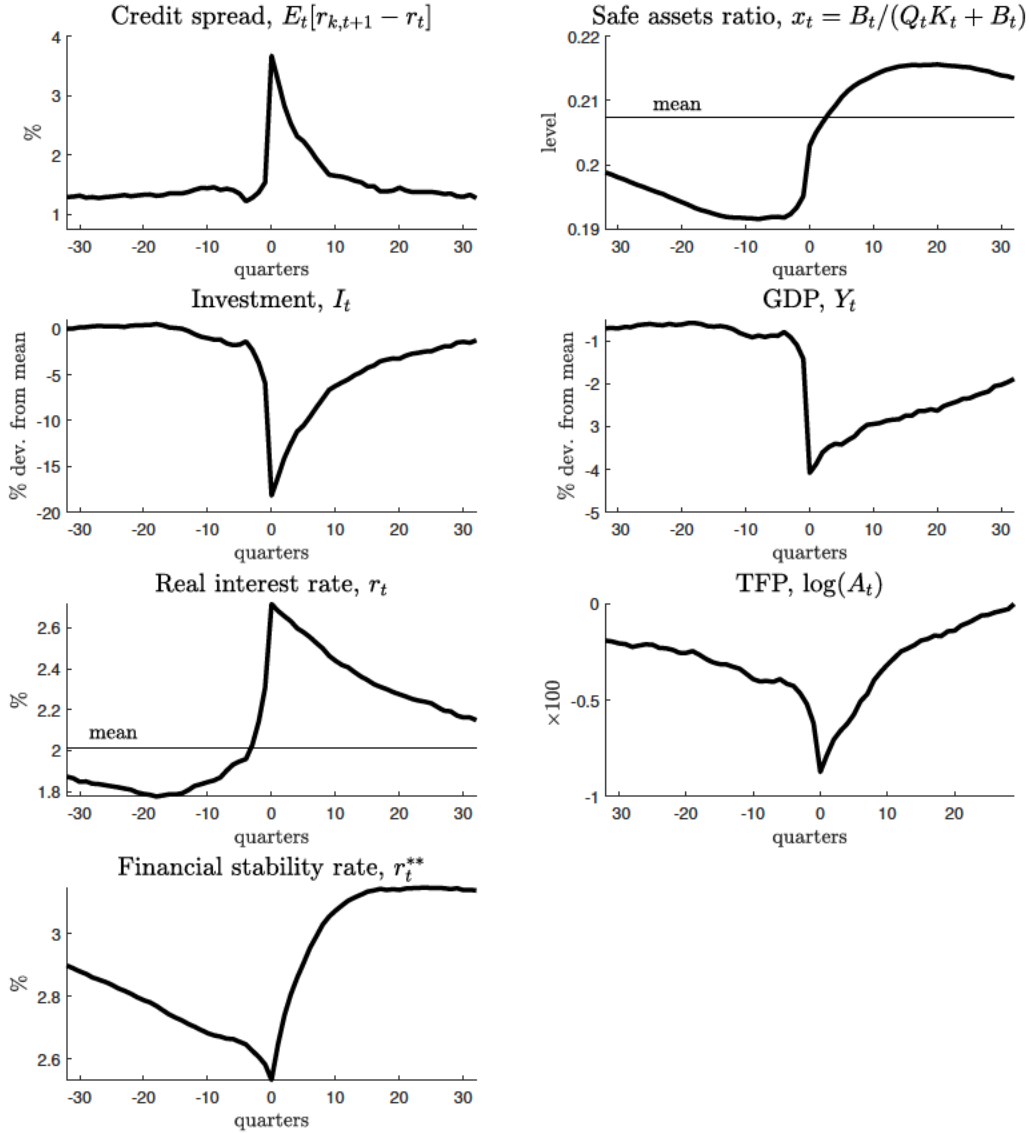 Credit spread, $E_t[r_{k,t+1} - r_t]$
4
3
2
1
%
-30 -20 -10 0 10 20 30
quarters
Safe assets ratio, $x_t = B_t/(Q_tK_t + B_t)$
0.22
0.21
0.2
0.19
level
mean
-30 -20 -10 0 10 20 30
quarters
Investment, $I_t$
0
-5
-10
-15
-20
% dev. from mean
-30 -20 -10 0 10 20 30
quarters
GDP, $Y_t$
-1
-2
3
-4
-5
% dev. from mean
-30 -20 -10 0 10 20 30
quarters
Real interest rate, $r_t$
2.6
2.4
2.2
2
1.8
%
mean
-30 -20 -10 0 10 20 30
quarters
TFP, $\log(A_t)$
0
-0.5
-1
×100
-30 -20 -10 0 10 20
quarters
Financial stability rate, $r_t^{**}$
3
2.8
2.6
%
-30 -20 -10 0 10 20 30
quarters